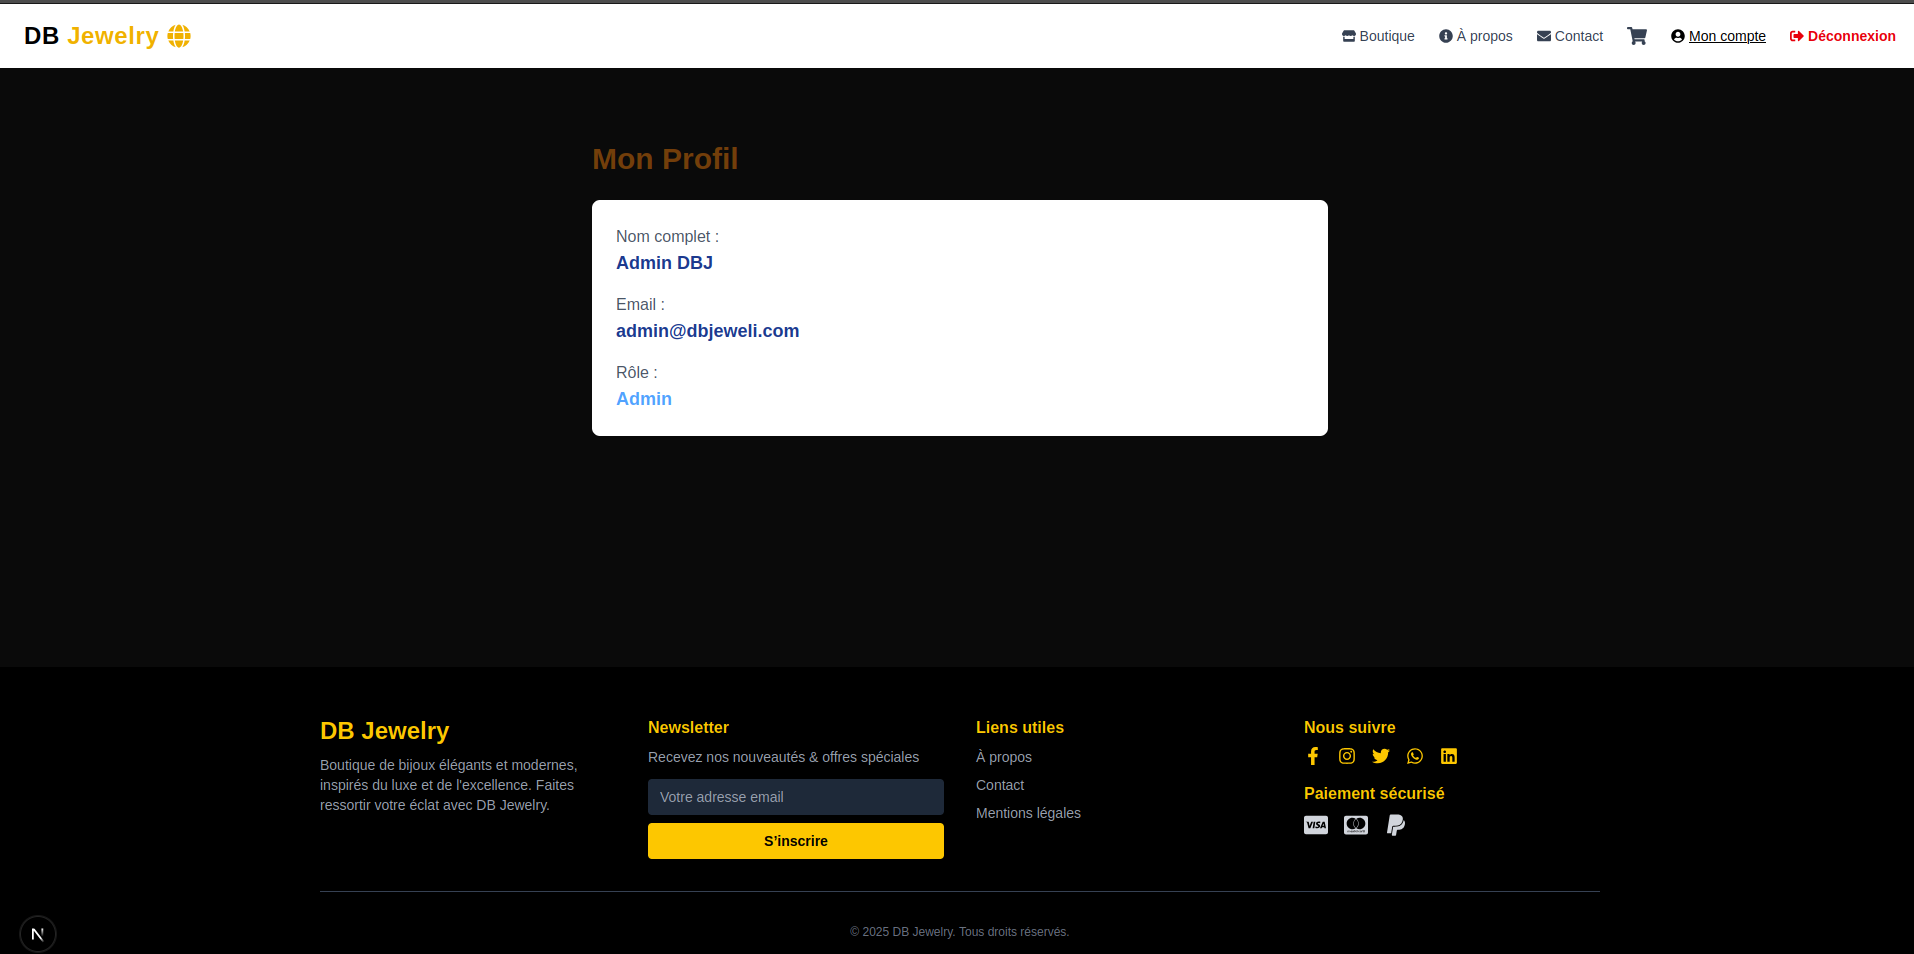 DB Jewelry
Boutique
À propos
Contact
Mon compte
Déconnexion
Mon Profil
Nom complet :
Admin DBJ
Email :
admin@dbjeweli.com
Rôle :
Admin
DB Jewelry
Boutique de bijoux élégants et modernes,
inspirés du luxe et de l'excellence. Faites
ressortir votre éclat avec DB Jewelry.
Newsletter
Recevez nos nouveautés & offres spéciales
Votre adresse email
S’inscrire
Liens utiles
À propos
Contact
Mentions légales
Nous suivre
Paiement sécurisé
VISA
© 2025 DB Jewelry. Tous droits réservés.